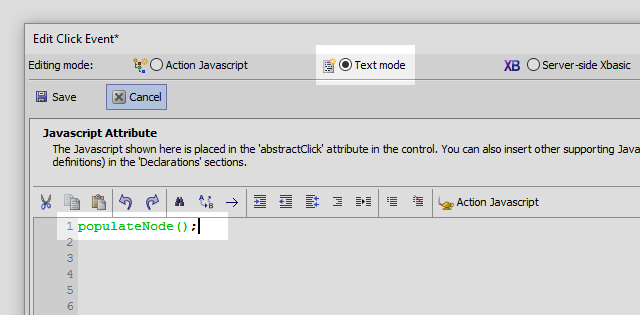 Edit Click Event*
Editing mode: Action Javascript Text mode XB Server-side Xbasic
Save Cancel
Javascript Attribute
The Javascript shown here is placed in the 'abstractClick' attribute in the control. You can also insert other supporting Java
definitions) in the 'Declarations' sections.
Action Javascript
1 populateNode();
2
3
4
5
6